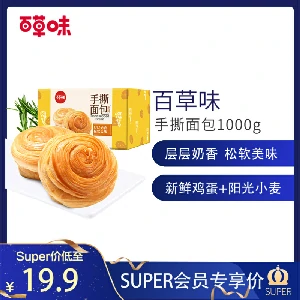 百草味
百草味
手撕面包1000g
层层奶香 松软美味
新鲜鸡蛋+阳光小麦
手撕
面包
Super价低至
¥19.9
SUPER会员专享价
SUPER